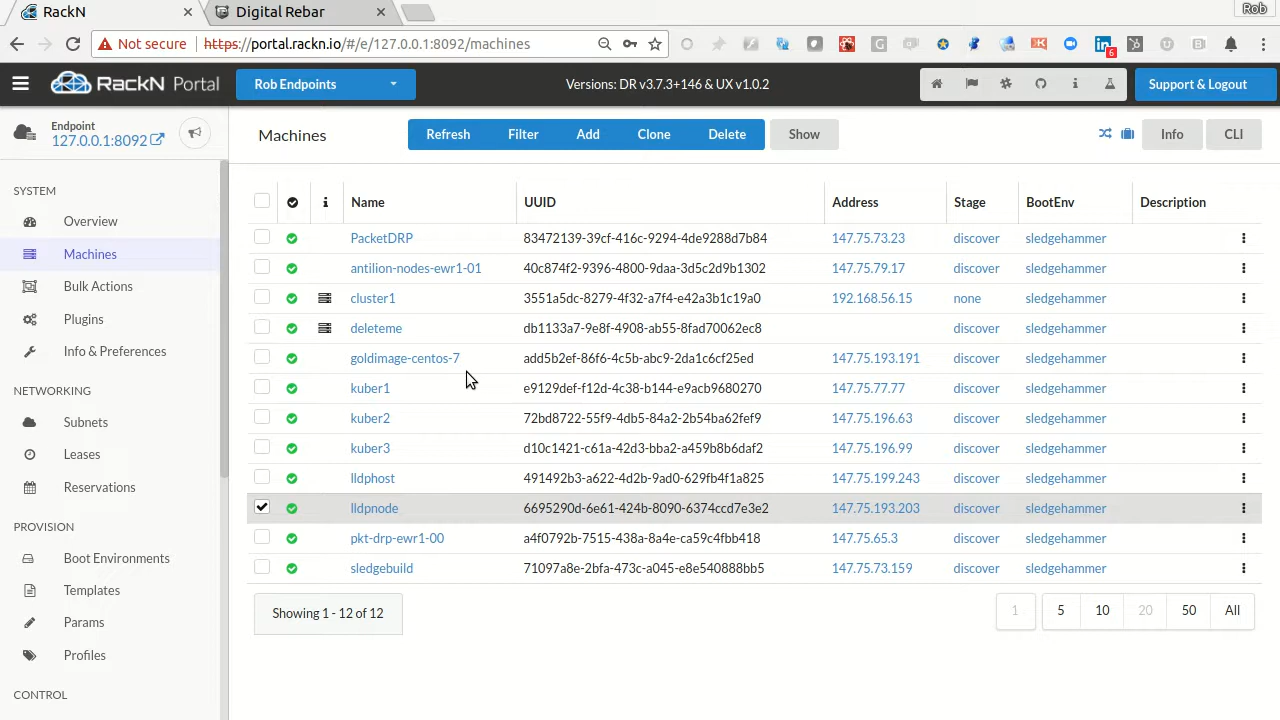 RackN
Digital Rebar
Rob
Not secure
https://portal.rackn.io/#/e/127.0.0.1:8092/machines
6
RackN Portal
Rob Endpoints
Versions: DR v3.7.3+146 & UX v1.0.2
Support & Logout
Endpoint
127.0.0.1:8092
Machines
Refresh
Filter
Add
Clone
Delete
Show
Info
CLI
SYSTEM
Overview
Machines
Bulk Actions
Plugins
Info & Preferences
NETWORKING
Subnets
Leases
Reservations
PROVISION
Boot Environments
Templates
Params
Profiles
CONTROL
Name UUID Address Stage BootEnv Description
PacketDRP 83472139-39cf-416c-9294-4de9288d7b84 147.75.73.23 discover sledgehammer
antilion-nodes-ewr1-01 40c874f2-9396-4800-9daa-3d5c2d9b1302 147.75.79.17 discover sledgehammer
cluster1 3551a5dc-8279-4f32-a7f4-e42a3b1c19a0 192.168.56.15 none sledgehammer
deleteme db1133a7-9e8f-4908-ab55-8fad70062ec8 discover sledgehammer
goldimage-centos-7 add5b2ef-86f6-4c5b-abc9-2da1c6cf25ed 147.75.193.191 discover sledgehammer
kuber1 e9129def-f12d-4c38-b144-e9acb9680270 147.75.77.77 discover sledgehammer
kuber2 72bd8722-55f9-4db5-84a2-2b54ba62fef9 147.75.196.63 discover sledgehammer
kuber3 d10c1421-c61a-42d3-bba2-a459b8b6daf2 147.75.196.99 discover sledgehammer
lldphost 491492b3-a622-4d2b-9ad0-629fb4f1a825 147.75.199.243 discover sledgehammer
lldpnode 6695290d-6e61-424b-8090-6374ccd7e3e2 147.75.193.203 discover sledgehammer
pkt-drp-ewr1-00 a4f0792b-7515-438a-8a4e-ca59c4fbb418 147.75.65.3 discover sledgehammer
sledgebuild 71097a8e-2bfa-473c-a045-e8e540888bb5 147.75.73.159 discover sledgehammer
Showing 1 - 12 of 12
1 5 10 20 50 All